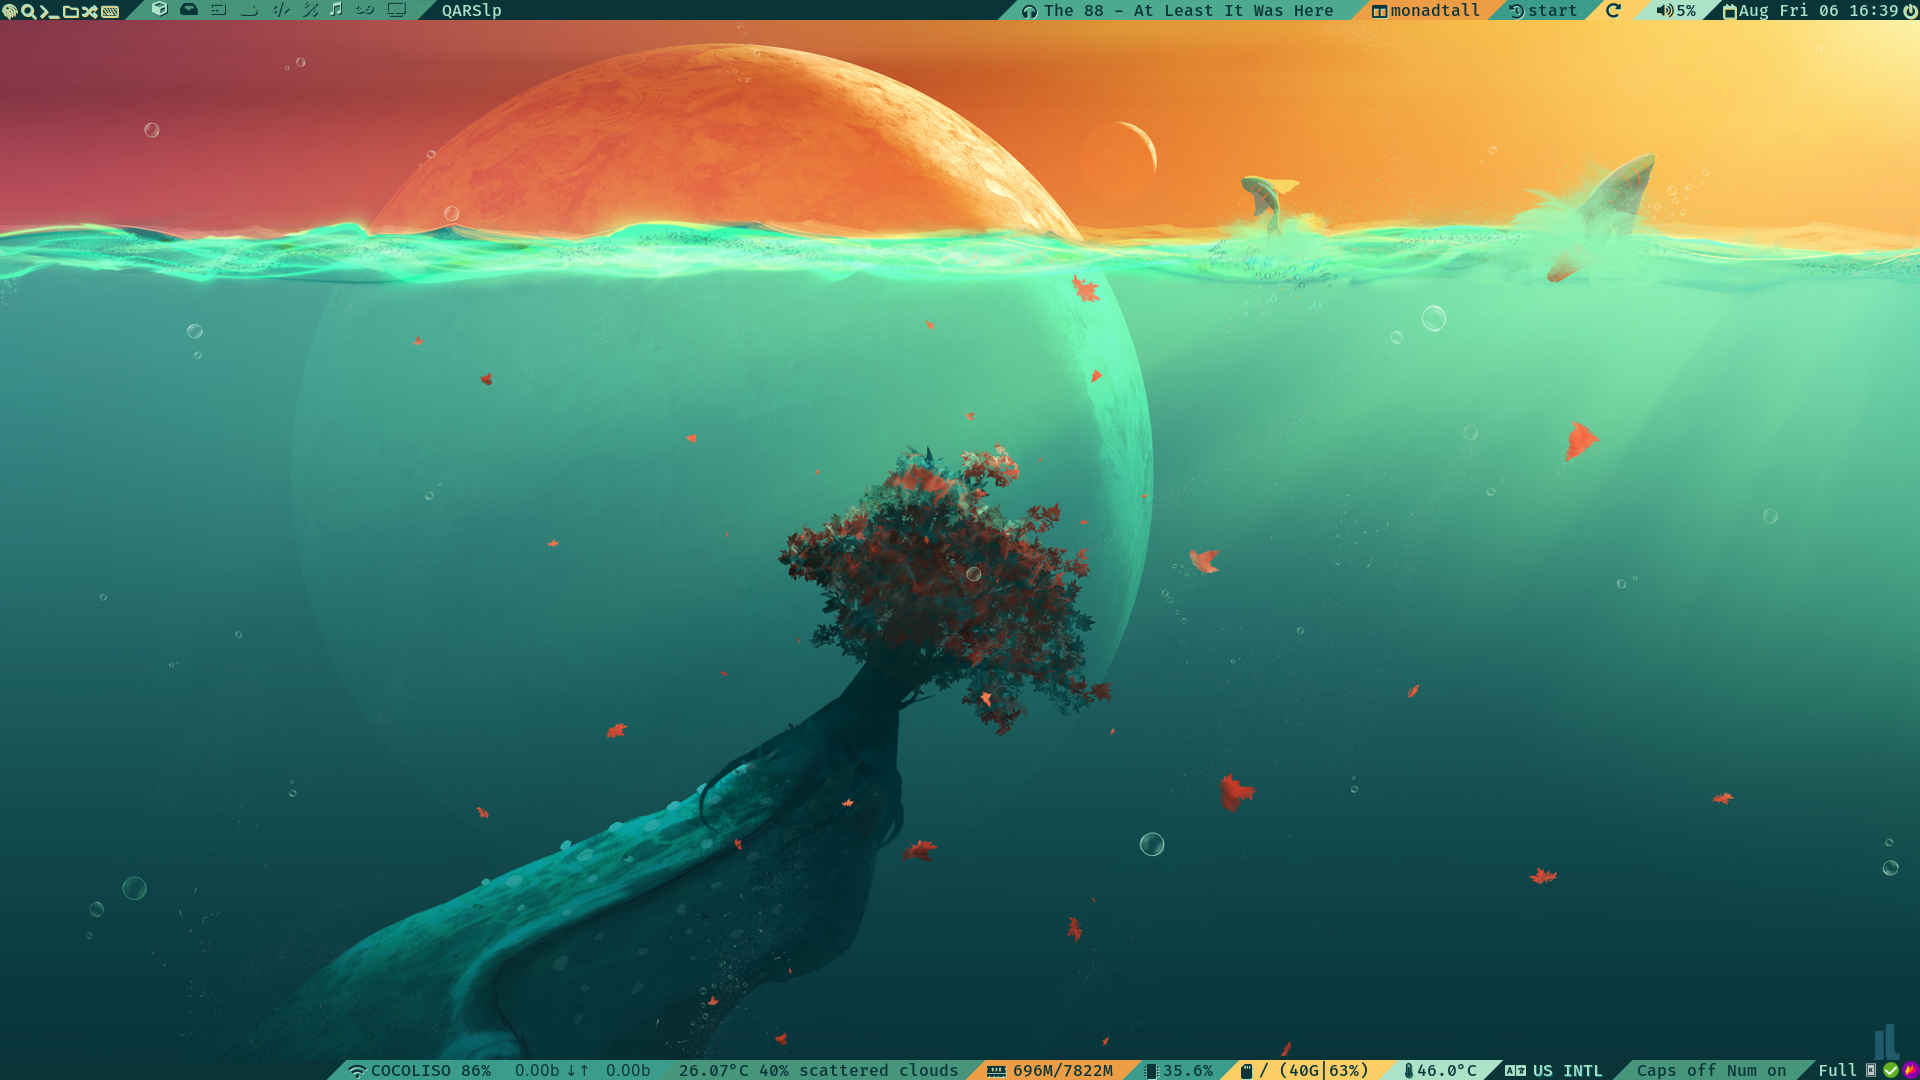 QARSlp The 88 - At Least It Was Here monadtall start 5% Aug Fri 06 16:39
COCOLISO 86% 0.00b ↓↑ 0.00b 26.07°C 40% scattered clouds 696M/7822M 35.6% / (40G|63%) 46.0°C US INTL Caps off Num on Full